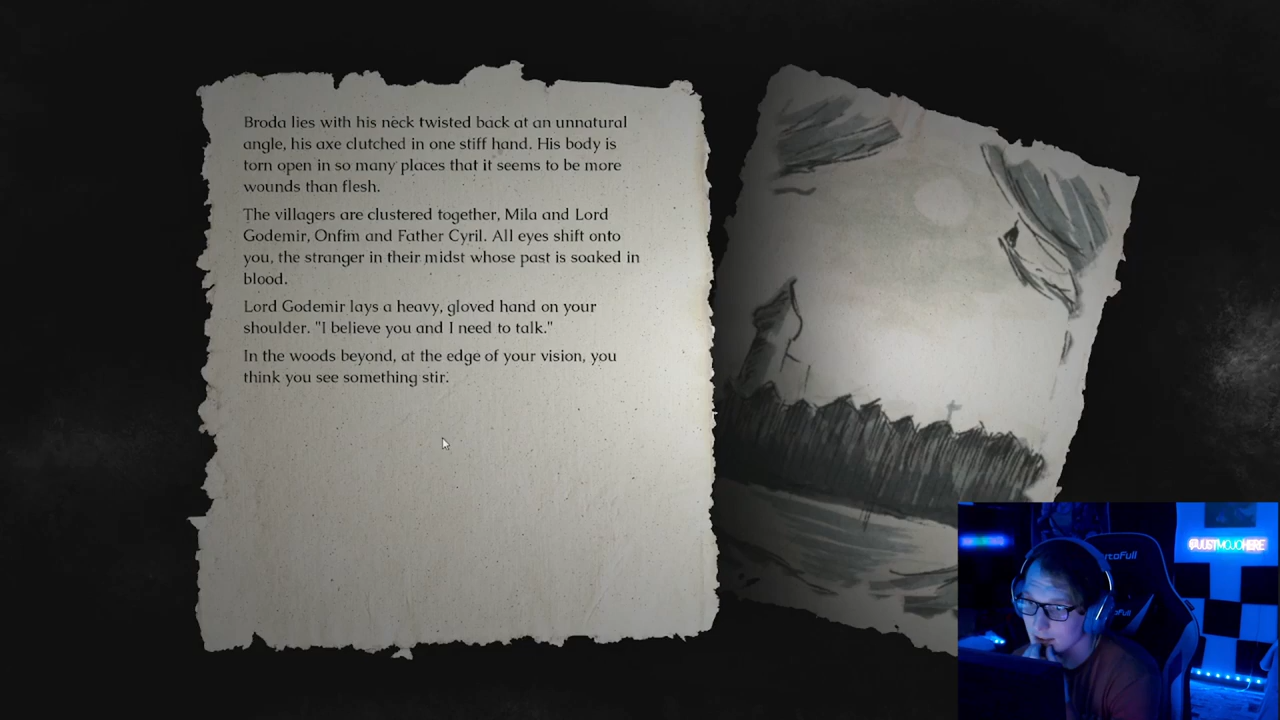 Broda lies with his neck twisted back at an unnatural
angle, his axe clutched in one stiff hand. His body is
torn open in so many places that it seems to be more
wounds than flesh.
The villagers are clustered together, Mila and Lord
Godemir, Onfim and Father Cyril. All eyes shift onto
you, the stranger in their midst whose past is soaked in
blood.
Lord Godemir lays a heavy, gloved hand on your
shoulder. "I believe you and I need to talk."
In the woods beyond, at the edge of your vision, you
think you see something stir.
AutoFull
@JUSTMOJOHERE